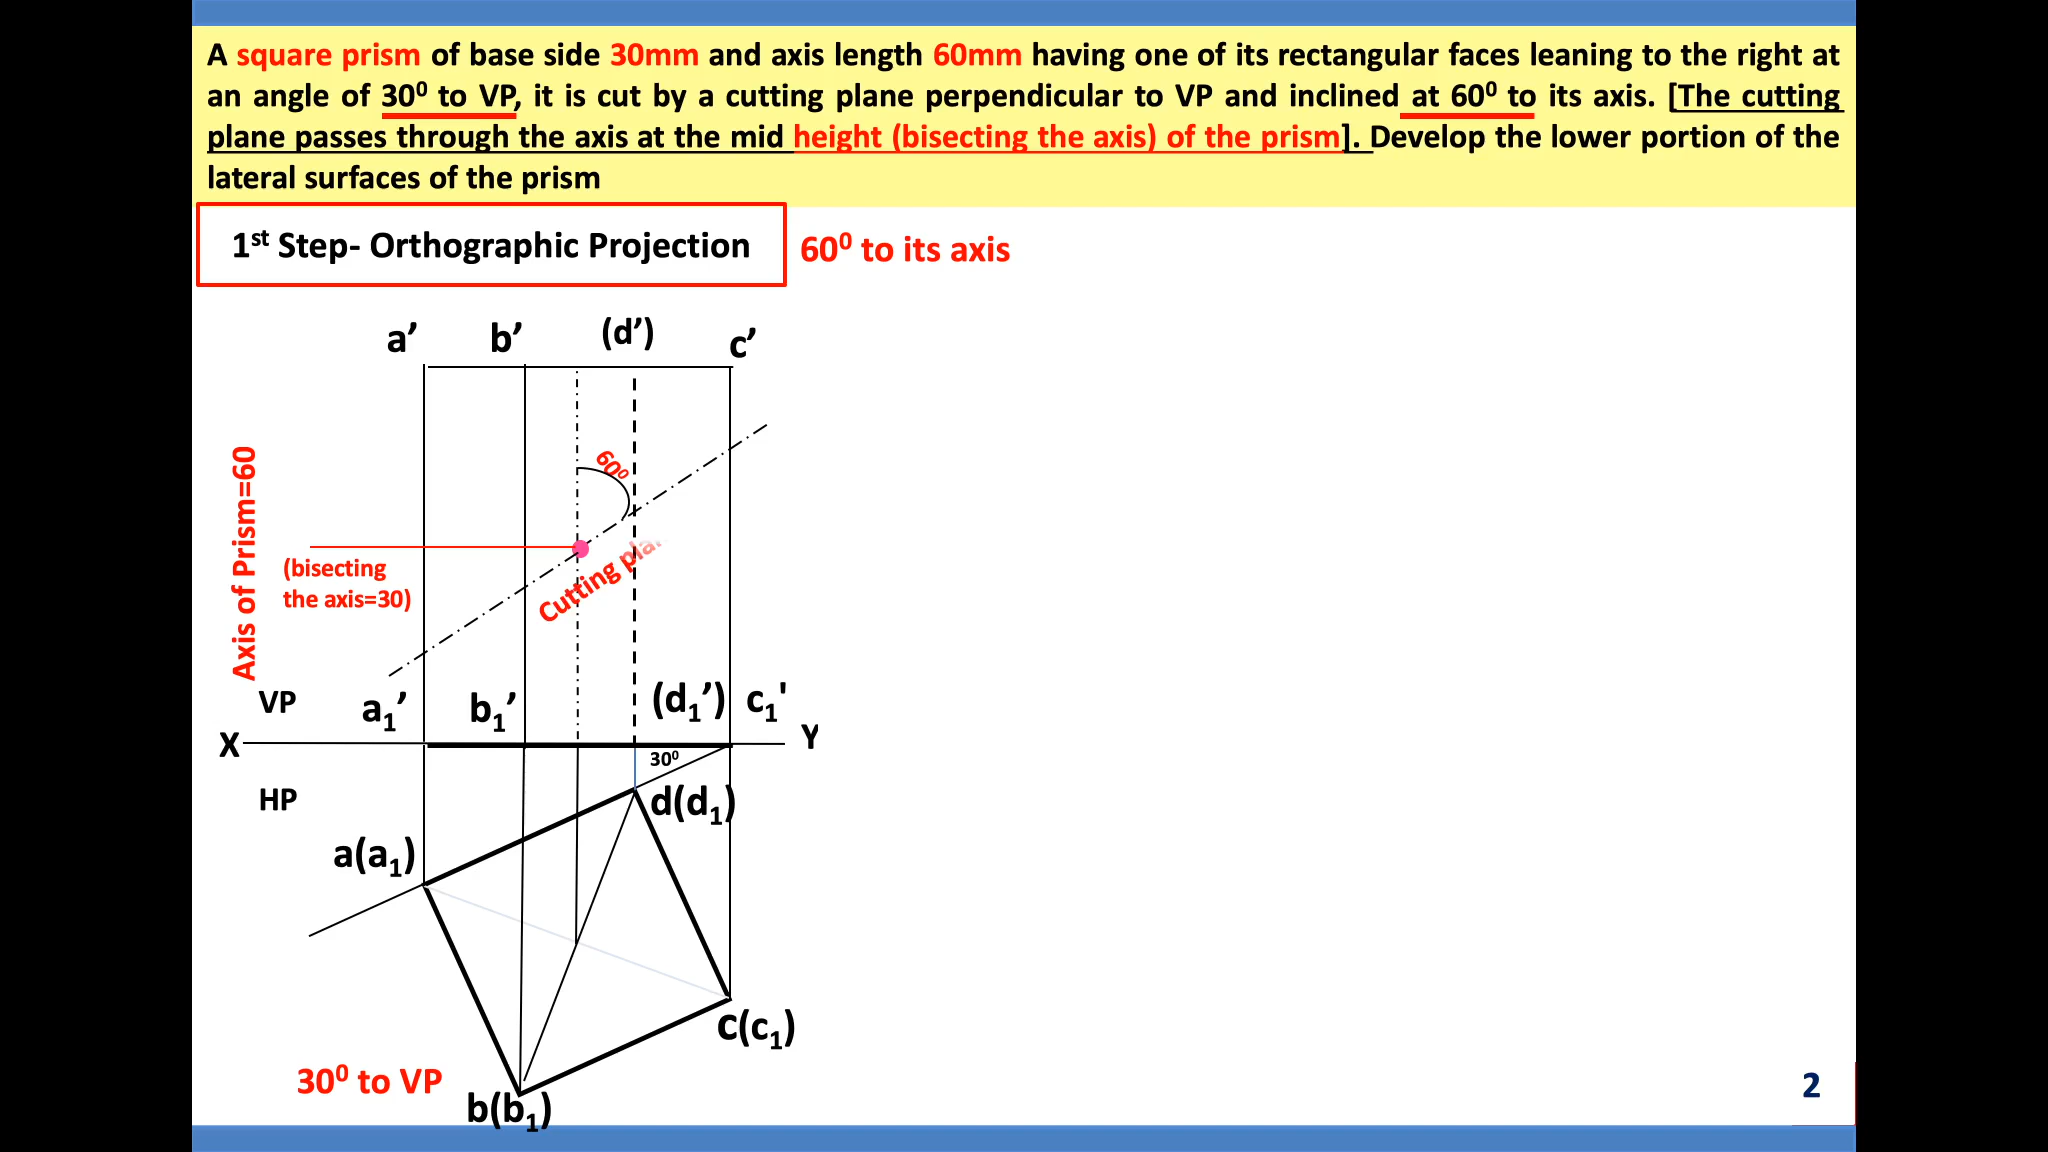 A square prism of base side 30mm and axis length 60mm having one of its rectangular faces leaning to the right at
an angle of 30⁰ to VP, it is cut by a cutting plane perpendicular to VP and inclined at 60⁰ to its axis. [The cutting
plane passes through the axis at the mid height (bisecting the axis) of the prism]. Develop the lower portion of the
lateral surfaces of the prism
1st Step- Orthographic Projection
60⁰ to its axis
a’ b’ (d’) c’
60⁰
Axis of Prism=60
(bisecting
the axis=30)
Cutting
VP
a₁’ b₁’ (d₁’) c₁'
X Y
30⁰
HP
d(d₁)
a(a₁)
c(c₁)
30⁰ to VP
b(b₁)
2